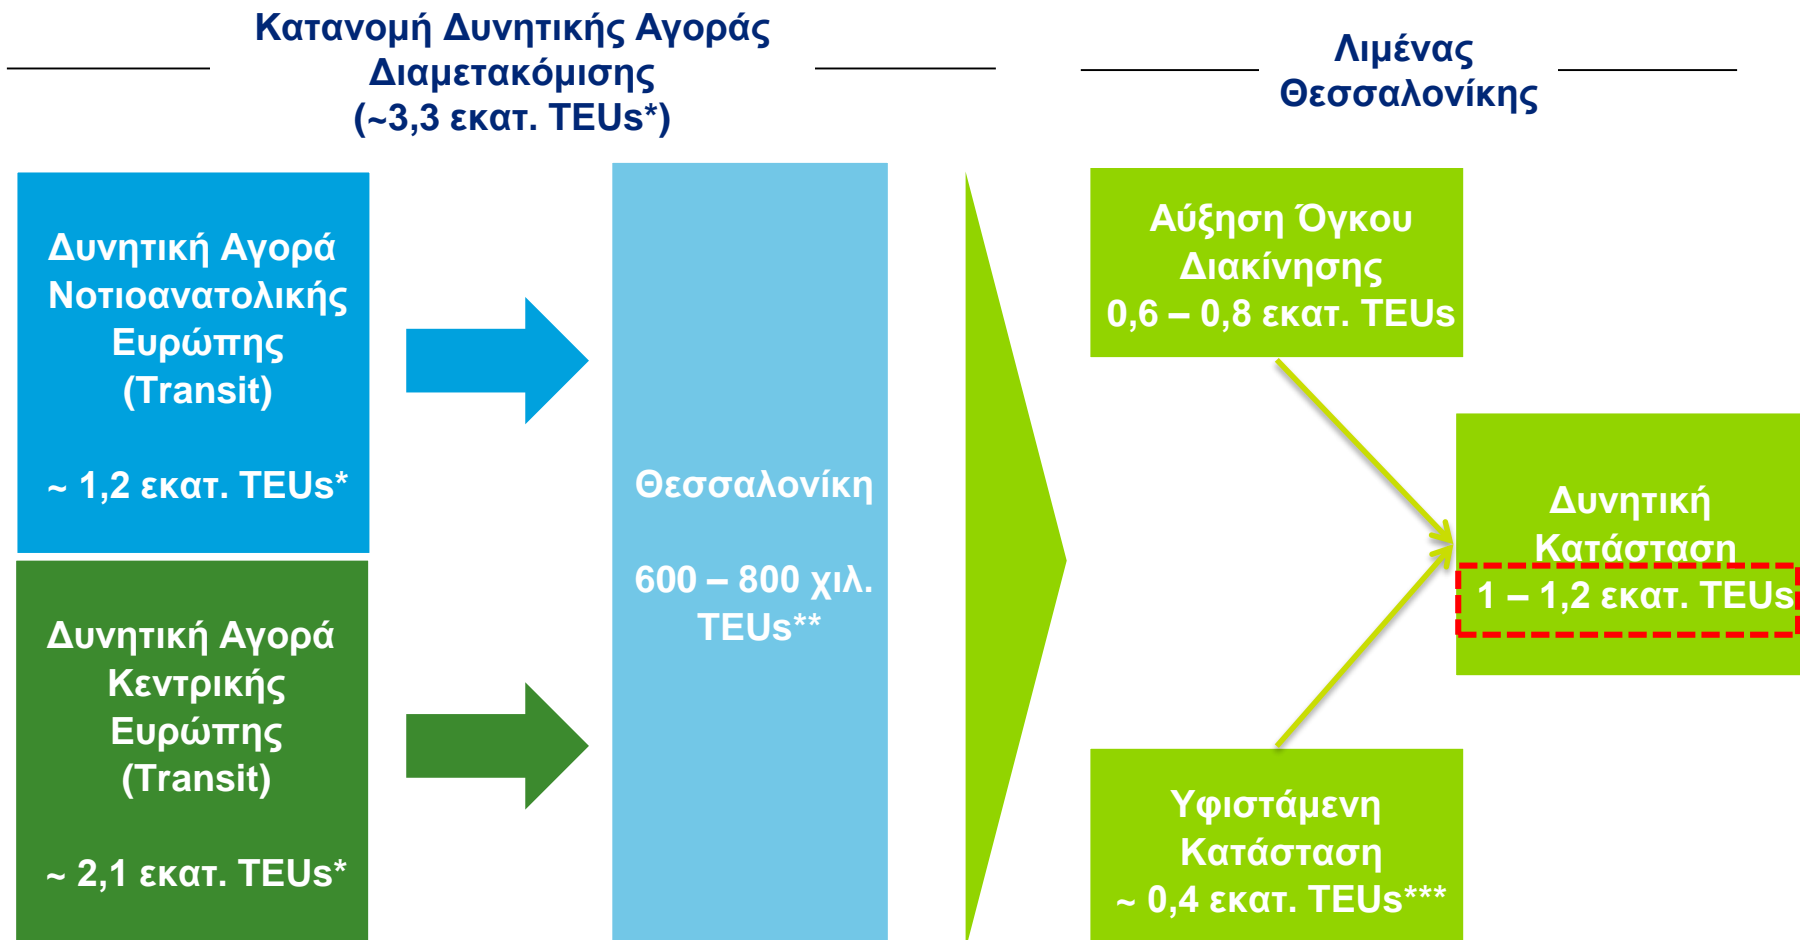 Κατανομή Δυνητικής Αγοράς
Διαμετακόμισης
(~3,3 εκατ. TEUs*)
Λιμένας
Θεσσαλονίκης
Δυνητική Αγορά
Νοτιοανατολικής
Ευρώπης
(Transit)
~ 1,2 εκατ. TEUs*
Δυνητική Αγορά
Κεντρικής
Ευρώπης
(Transit)
~ 2,1 εκατ. TEUs*
Θεσσαλονίκη
600 – 800 χιλ.
TEUs**
Αύξηση Όγκου
Διακίνησης
0,6 – 0,8 εκατ. TEUs
Δυνητική
Κατάσταση
1 – 1,2 εκατ. TEUs
Υφιστάμενη
Κατάσταση
~ 0,4 εκατ. TEUs***